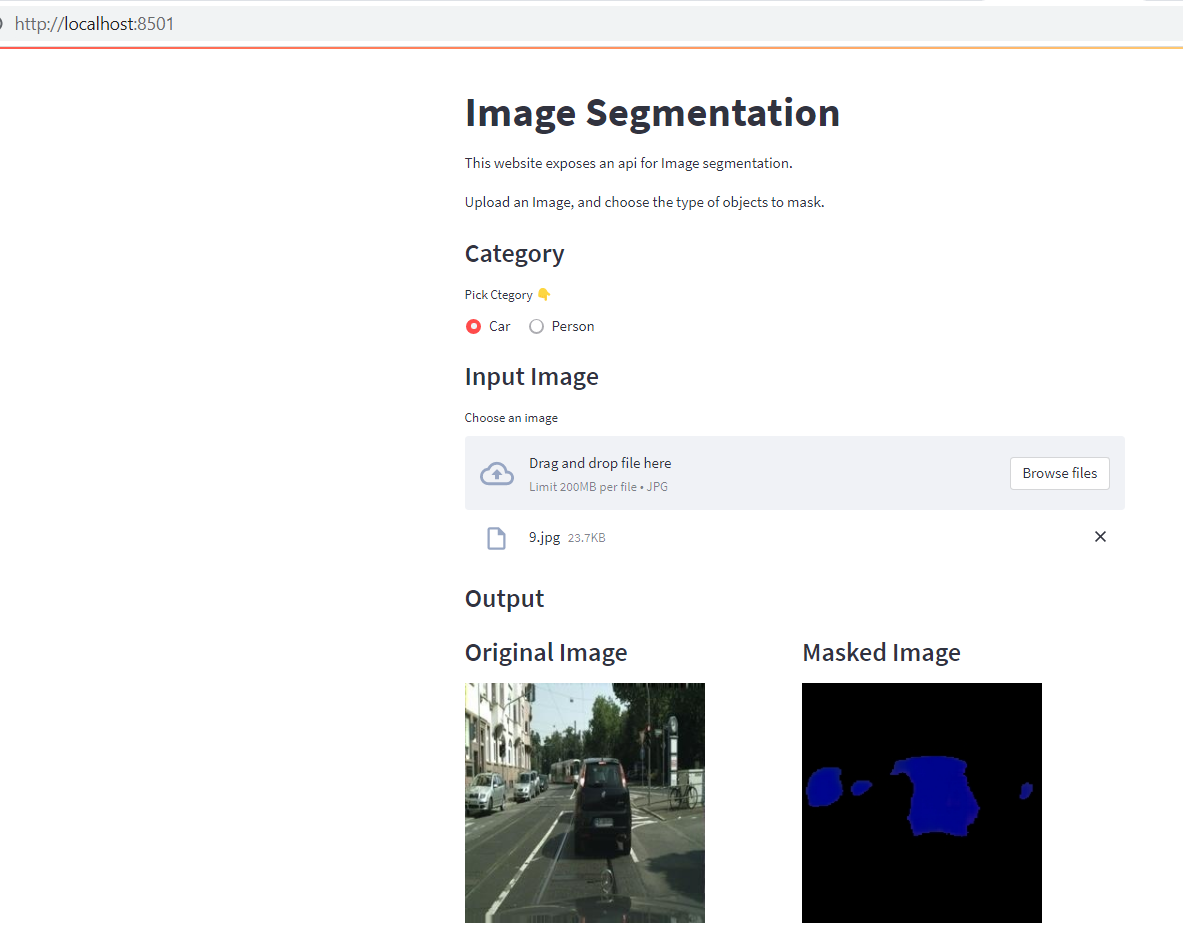 http://localhost:8501
Image Segmentation
This website exposes an api for Image segmentation.
Upload an Image, and choose the type of objects to mask.
Category
Pick Ctegory 👇
Car Person
Input Image
Choose an image
Drag and drop file here
Limit 200MB per file • JPG
Browse files
9.jpg 23.7KB
Output
Original Image
Masked Image